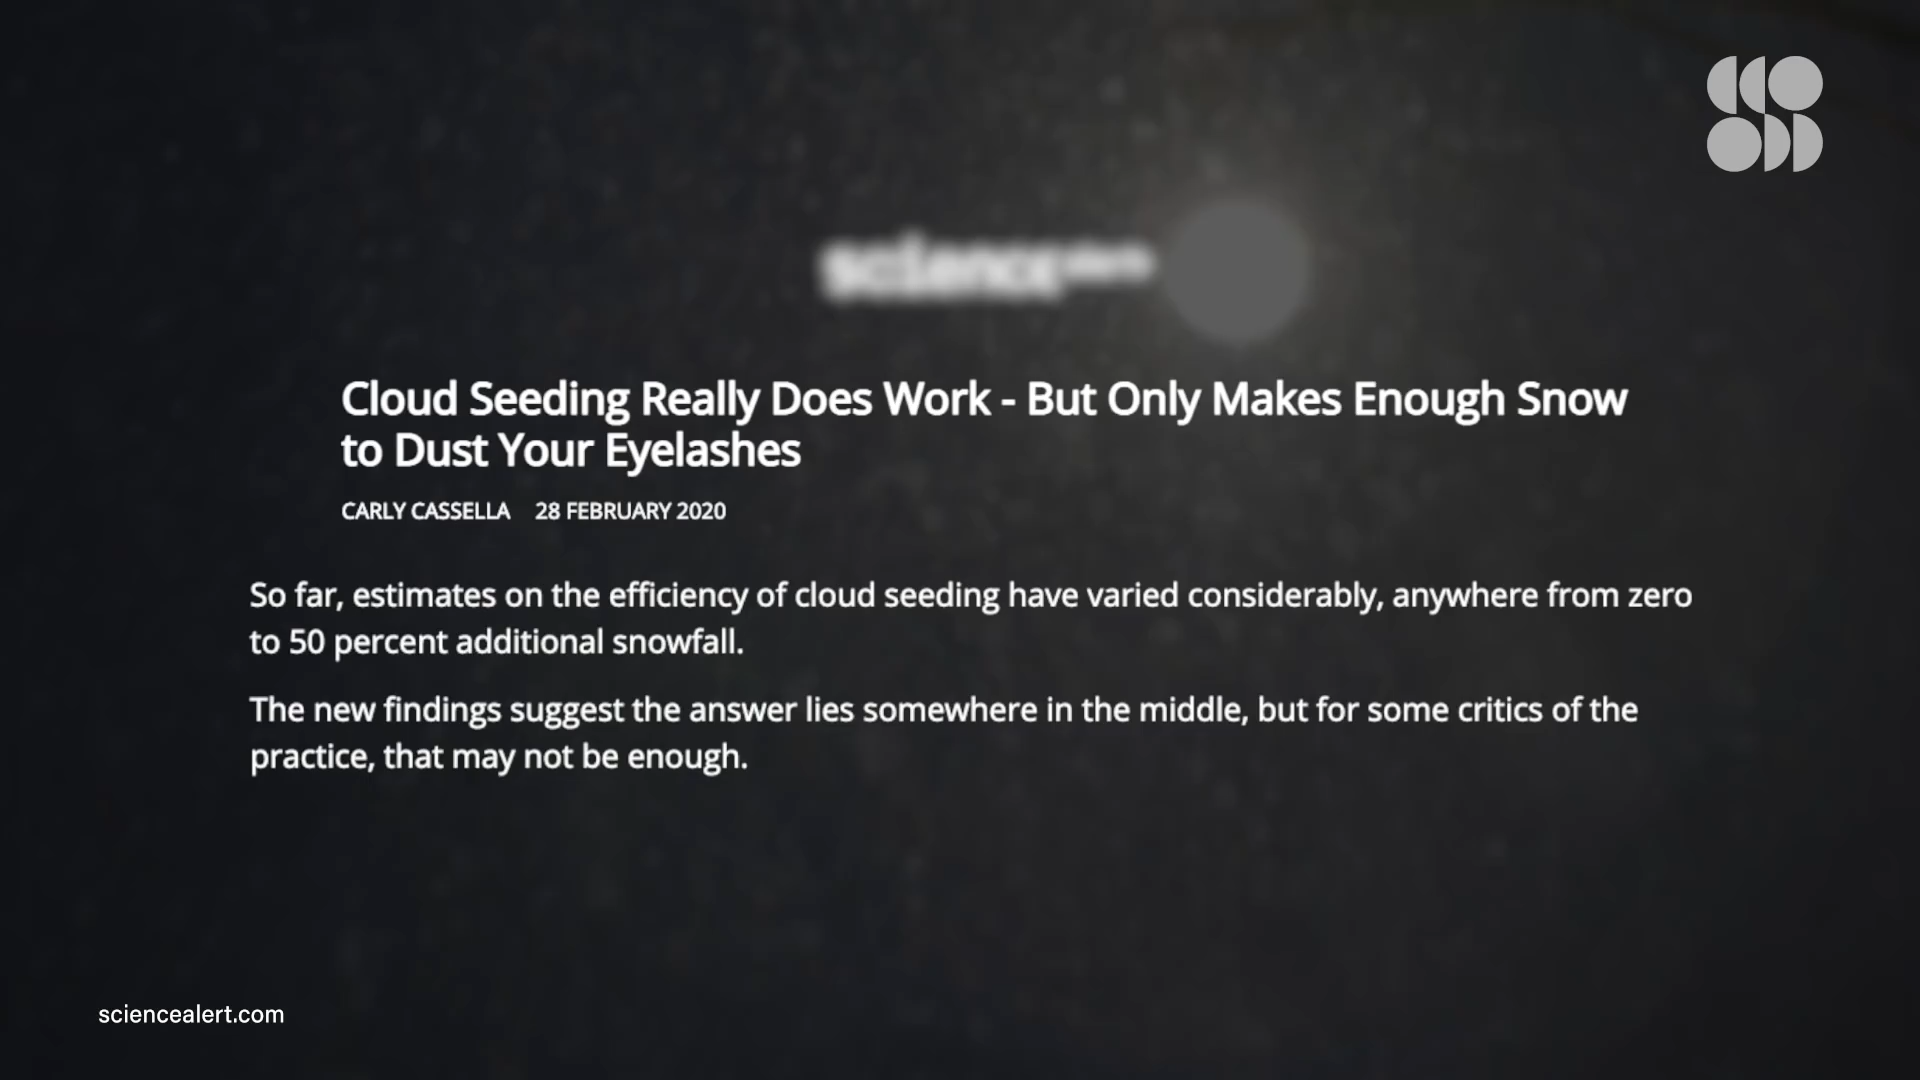 science
Cloud Seeding Really Does Work - But Only Makes Enough Snow
to Dust Your Eyelashes
CARLY CASSELLA 28 FEBRUARY 2020
So far, estimates on the efficiency of cloud seeding have varied considerably, anywhere from zero
to 50 percent additional snowfall.
The new findings suggest the answer lies somewhere in the middle, but for some critics of the
practice, that may not be enough.
sciencealert.com